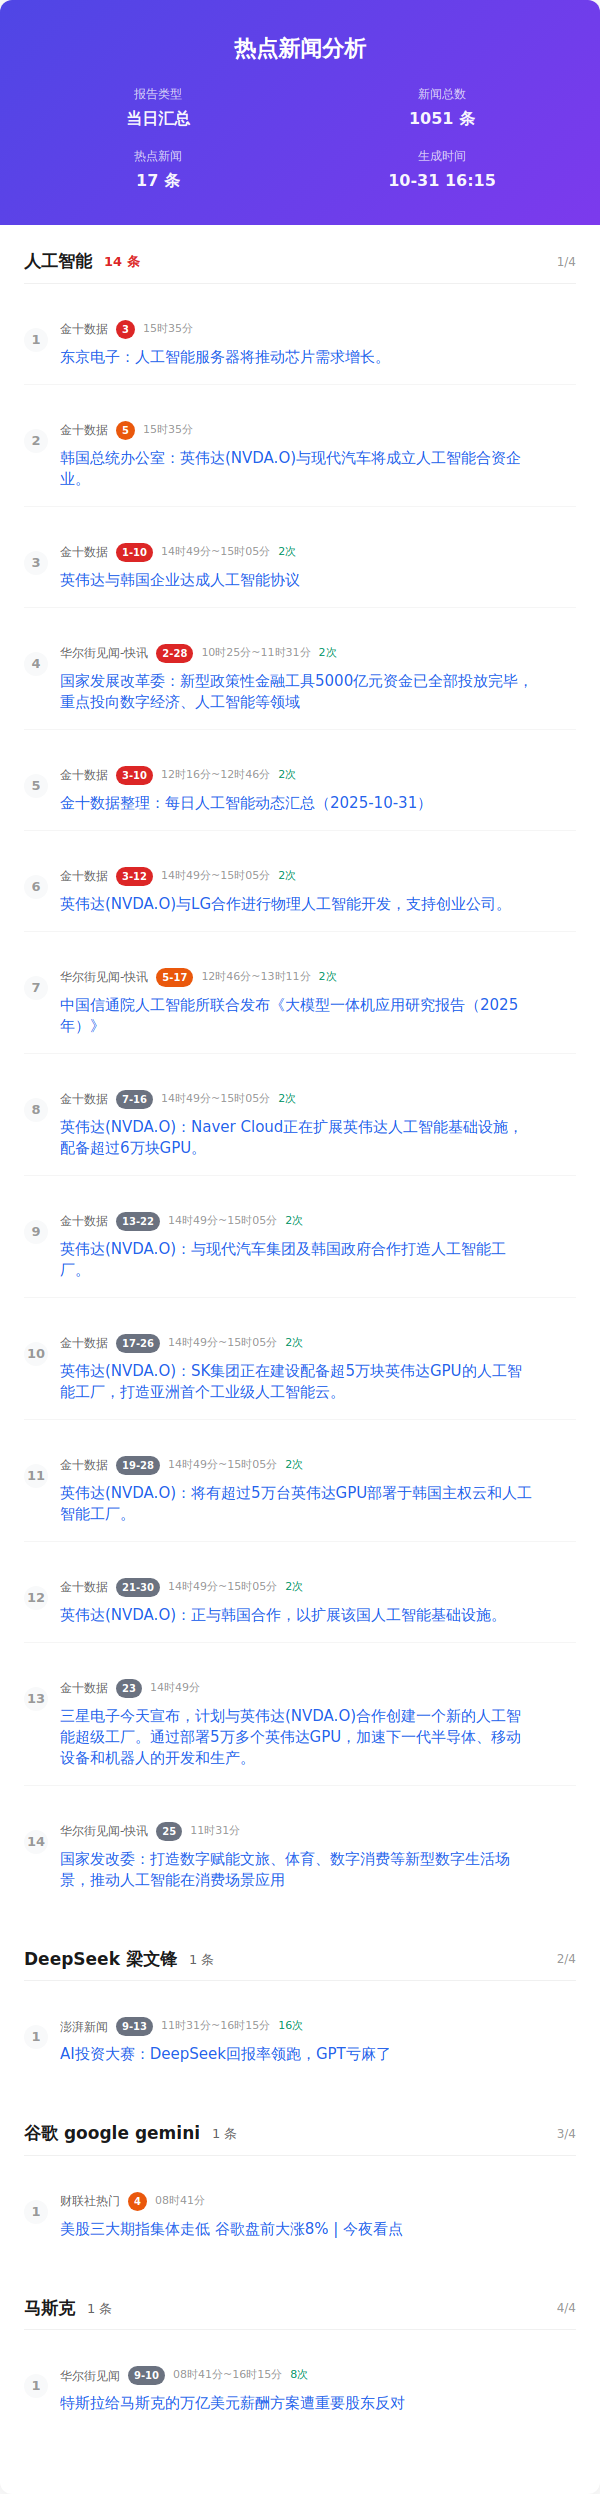 热点新闻分析
报告类型
新闻总数
当日汇总
1051 条
热点新闻
生成时间
17 条
10-31 16:15
人工智能 14 条 1/4
1 金十数据 3 15时35分
东京电子：人工智能服务器将推动芯片需求增长。
2 金十数据 5 15时35分
韩国总统办公室：英伟达(NVDA.O)与现代汽车将成立人工智能合资企
业。
3 金十数据 1-10 14时49分~15时05分 2次
英伟达与韩国企业达成人工智能协议
4 华尔街见闻-快讯 2-28 10时25分~11时31分 2次
国家发展改革委：新型政策性金融工具5000亿元资金已全部投放完毕，
重点投向数字经济、人工智能等领域
5 金十数据 3-10 12时16分~12时46分 2次
金十数据整理：每日人工智能动态汇总（2025-10-31）
6 金十数据 3-12 14时49分~15时05分 2次
英伟达(NVDA.O)与LG合作进行物理人工智能开发，支持创业公司。
7 华尔街见闻-快讯 5-17 12时46分~13时11分 2次
中国信通院人工智能所联合发布《大模型一体机应用研究报告（2025
年）》
8 金十数据 7-16 14时49分~15时05分 2次
英伟达(NVDA.O)：Naver Cloud正在扩展英伟达人工智能基础设施，
配备超过6万块GPU。
9 金十数据 13-22 14时49分~15时05分 2次
英伟达(NVDA.O)：与现代汽车集团及韩国政府合作打造人工智能工
厂。
10 金十数据 17-26 14时49分~15时05分 2次
英伟达(NVDA.O)：SK集团正在建设配备超5万块英伟达GPU的人工智
能工厂，打造亚洲首个工业级人工智能云。
11 金十数据 19-28 14时49分~15时05分 2次
英伟达(NVDA.O)：将有超过5万台英伟达GPU部署于韩国主权云和人工
智能工厂。
12 金十数据 21-30 14时49分~15时05分 2次
英伟达(NVDA.O)：正与韩国合作，以扩展该国人工智能基础设施。
13 金十数据 23 14时49分
三星电子今天宣布，计划与英伟达(NVDA.O)合作创建一个新的人工智
能超级工厂。通过部署5万多个英伟达GPU，加速下一代半导体、移动
设备和机器人的开发和生产。
14 华尔街见闻-快讯 25 11时31分
国家发改委：打造数字赋能文旅、体育、数字消费等新型数字生活场
景，推动人工智能在消费场景应用
DeepSeek 梁文锋 1 条 2/4
1 澎湃新闻 9-13 11时31分~16时15分 16次
AI投资大赛：DeepSeek回报率领跑，GPT亏麻了
谷歌 google gemini 1 条 3/4
1 财联社热门 4 08时41分
美股三大期指集体走低 谷歌盘前大涨8% | 今夜看点
马斯克 1 条 4/4
1 华尔街见闻 9-10 08时41分~16时15分 8次
特斯拉给马斯克的万亿美元薪酬方案遭重要股东反对